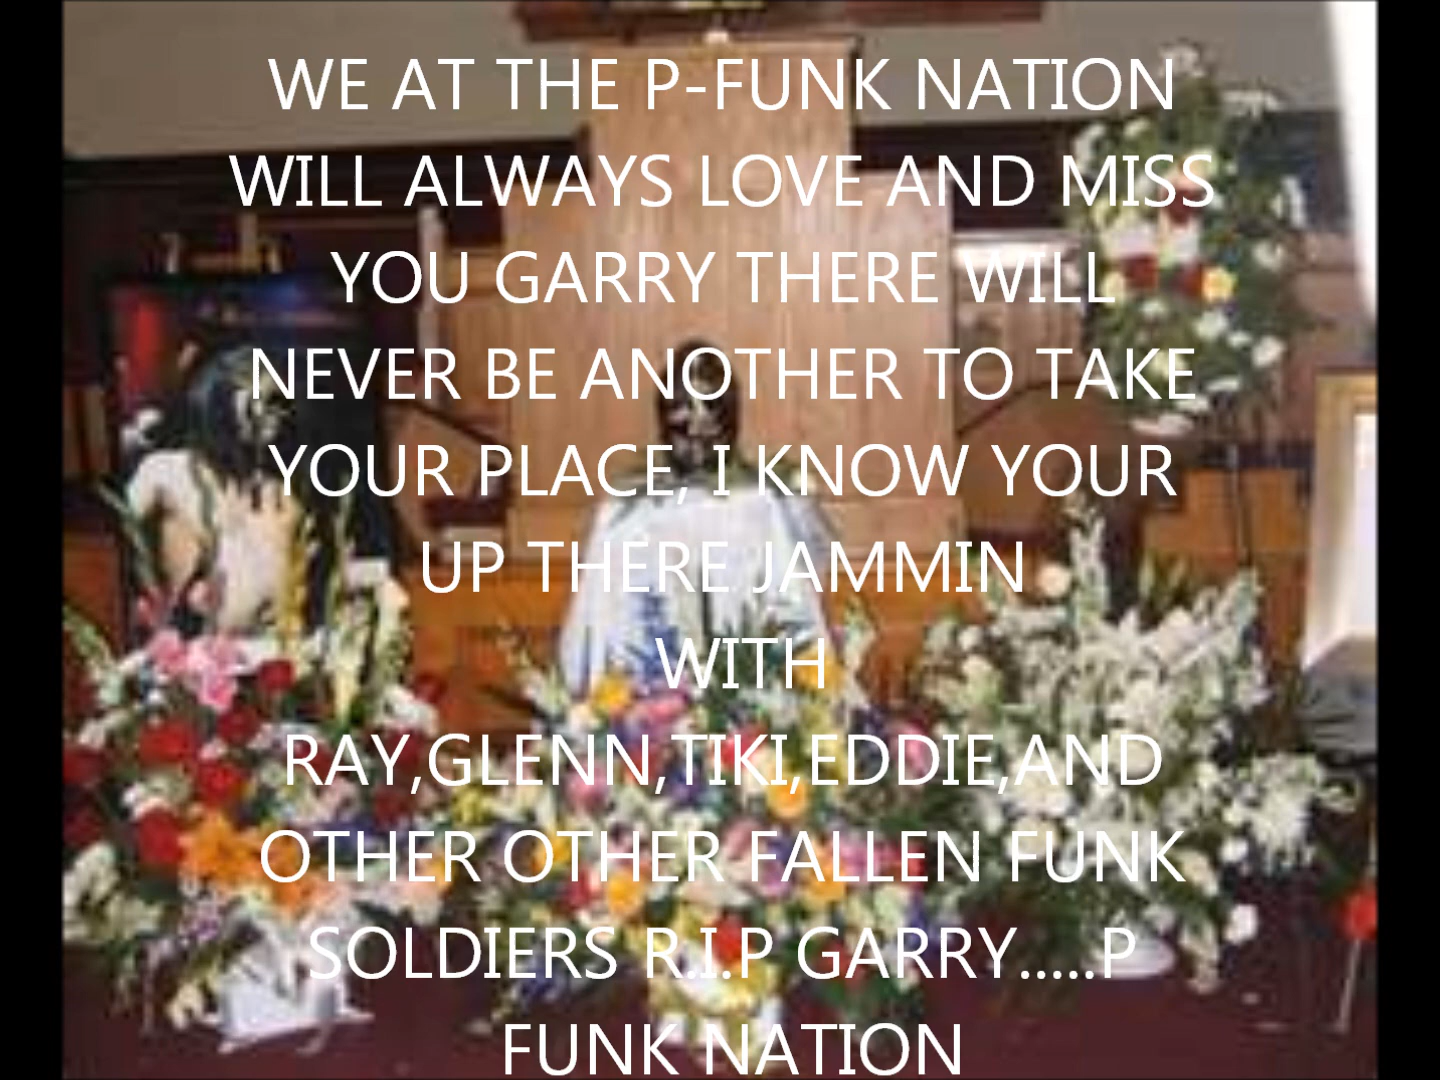 WE AT THE P-FUNK NATION
WILL ALWAYS LOVE AND MISS
YOU GARRY THERE WILL
NEVER BE ANOTHER TO TAKE
YOUR PLACE, I KNOW YOUR
UP THERE JAMMIN
WITH
RAY,GLENN,TIKI,EDDIE,AND
OTHER OTHER FALLEN FUNK
SOLDIERS R.I.P GARRY.....P
FUNK NATION